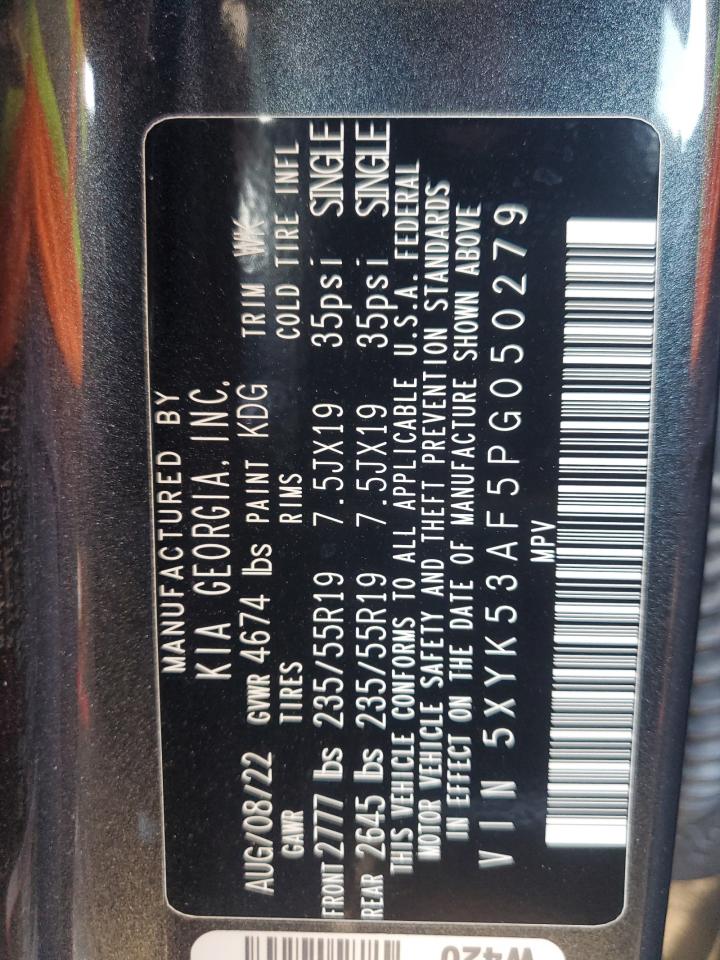 MANUFACTURED BY
KIA GEORGIA, INC.
AUG/08/22 GVWR 4674 lbs PAINT KDG TRIM WK
GAWR TIRES RIMS COLD TIRE INFL
FRONT 2777 lbs 235/55R19 7.5JX19 35psi SINGLE
REAR 2645 lbs 235/55R19 7.5JX19 35psi SINGLE
THIS VEHICLE CONFORMS TO ALL APPLICABLE U.S.A. FEDERAL
MOTOR VEHICLE SAFETY AND THEFT PREVENTION STANDARDS
IN EFFECT ON THE DATE OF MANUFACTURE SHOWN ABOVE
VIN 5XYK53AF5PG050279
MPV
W420